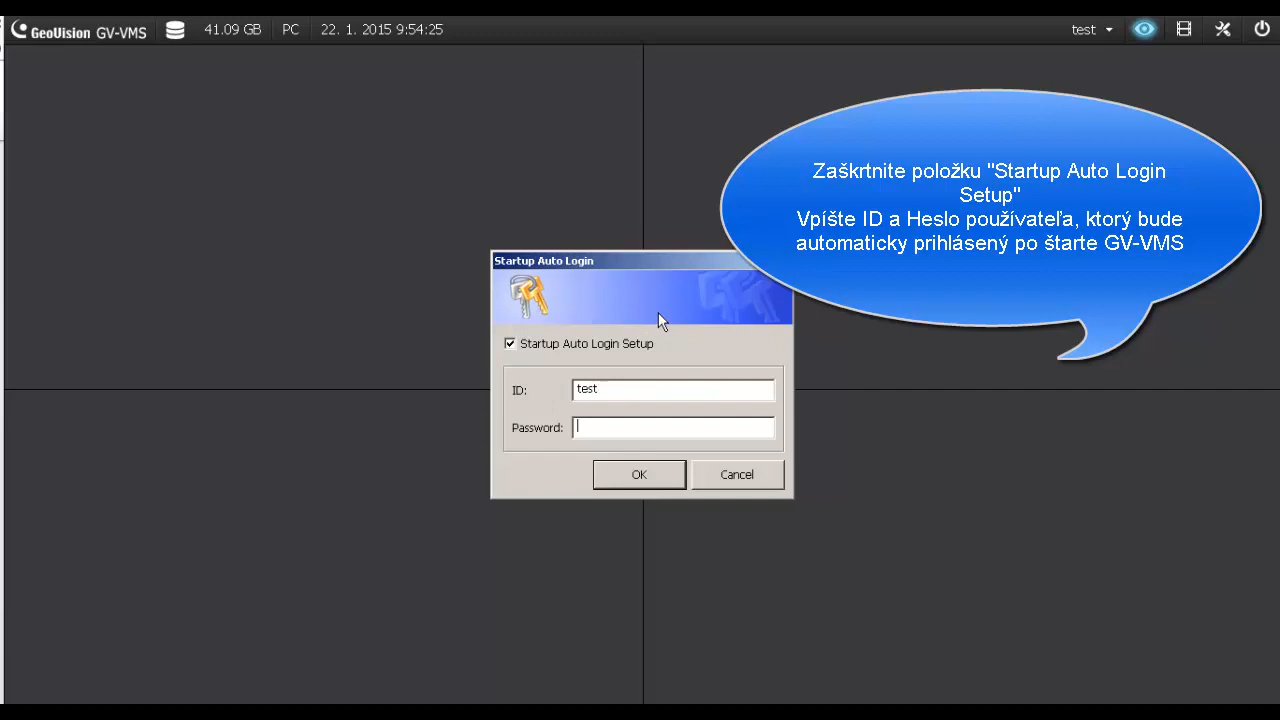 GeoVision GV-VMS 41.09 GB PC 22. 1. 2015 9:54:25 test
Zaškrtnite položku "Startup Auto Login
Setup"
Vpíšte ID a Heslo používateľa, ktorý bude
automaticky prihlásený po štarte GV-VMS
Startup Auto Login
Startup Auto Login Setup
ID: test
Password:
OK Cancel